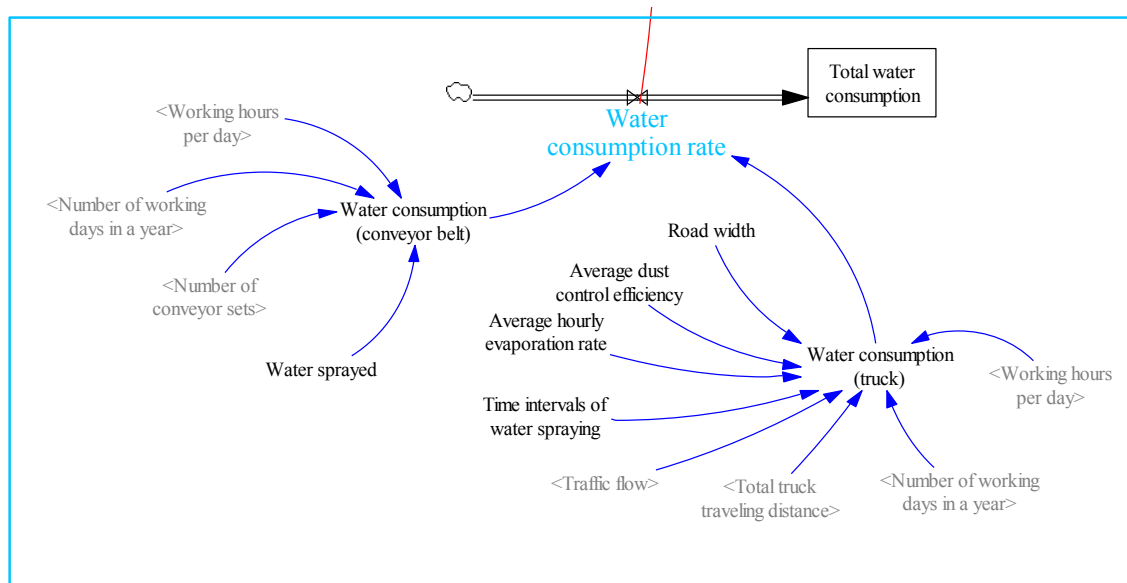 Total water
consumption
Water
consumption rate
<Working hours
per day>
<Number of working
days in a year>
Water consumption
(conveyor belt)
<Number of
conveyor sets>
Water sprayed
Road width
Average dust
control efficiency
Average hourly
evaporation rate
Water consumption
(truck)
<Working hours
per day>
Time intervals of
water spraying
<Traffic flow>
<Total truck
traveling distance>
<Number of working
days in a year>